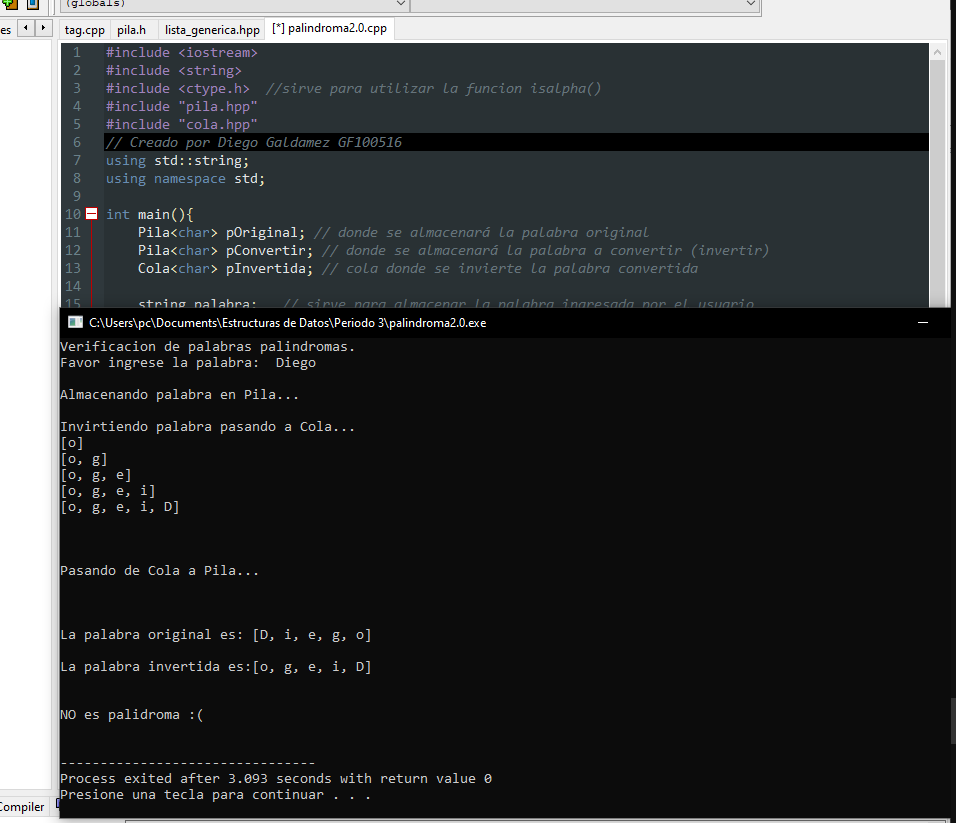 (globals)
es
tag.cpp pila.h lista_generica.hpp [*] palindroma2.0.cpp
1 #include <iostream>
2 #include <string>
3 #include <ctype.h>  //sirve para utilizar la funcion isalpha()
4 #include "pila.hpp"
5 #include "cola.hpp"
6 // Creado por Diego Galdamez GF100516
7 using std::string;
8 using namespace std;
9
10 int main(){
11 Pila<char> pOriginal; // donde se almacenará la palabra original
12 Pila<char> pConvertir; // donde se almacenará la palabra a convertir (invertir)
13 Cola<char> pInvertida; // cola donde se invierte la palabra convertida
14
15 string palabra;   // sirve para almacenar la palabra ingresada por el usuario
C:\Users\pc\Documents\Estructuras de Datos\Periodo 3\palindroma2.0.exe
Verificacion de palabras palindromas.
Favor ingrese la palabra:  Diego
Almacenando palabra en Pila...
Invirtiendo palabra pasando a Cola...
[o]
[o, g]
[o, g, e]
[o, g, e, i]
[o, g, e, i, D]
Pasando de Cola a Pila...
La palabra original es: [D, i, e, g, o]
La palabra invertida es:[o, g, e, i, D]
NO es palidroma :(
--------------------------------
Process exited after 3.093 seconds with return value 0
Presione una tecla para continuar . . .
Compiler